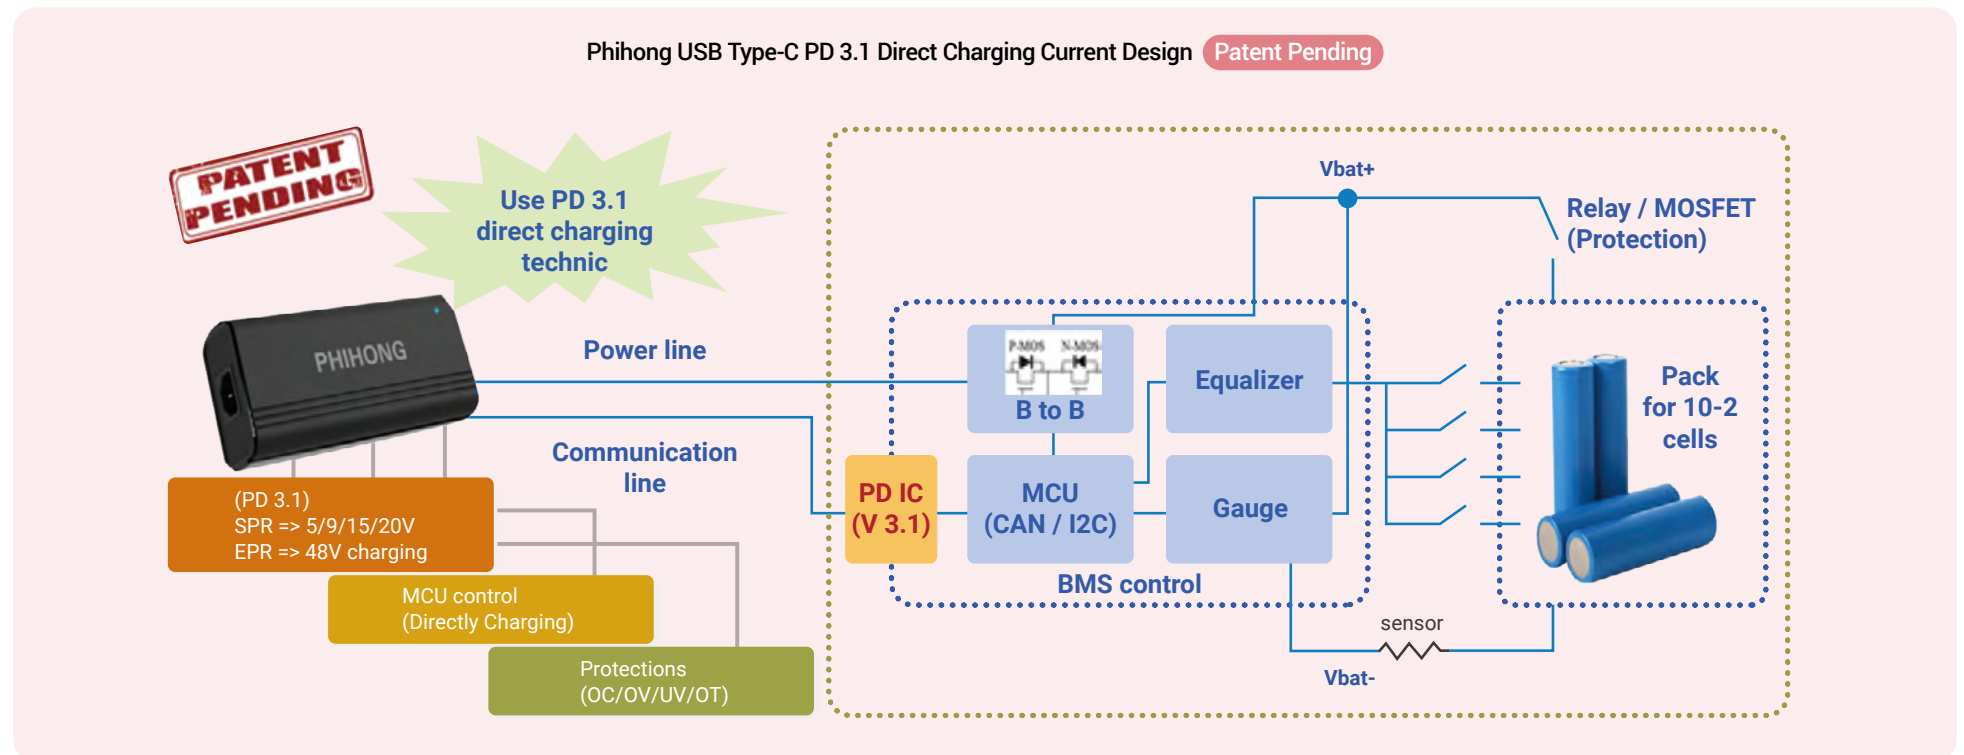 Phihong USB Type-C PD 3.1 Direct Charging Current Design Patent Pending
PATENT
PENDING
Use PD 3.1
direct charging
technic
PHIHONG
Power line
Communication
line
(PD 3.1)
SPR => 5/9/15/20V
EPR => 48V charging
MCU control
(Directly Charging)
Protections
(OC/OV/UV/OT)
Vbat+
Relay / MOSFET
(Protection)
P-MOS N-MOS
B to B
Equalizer
PD IC
(V 3.1)
MCU
(CAN / I2C)
Gauge
BMS control
Pack
for 10-2
cells
sensor
Vbat-